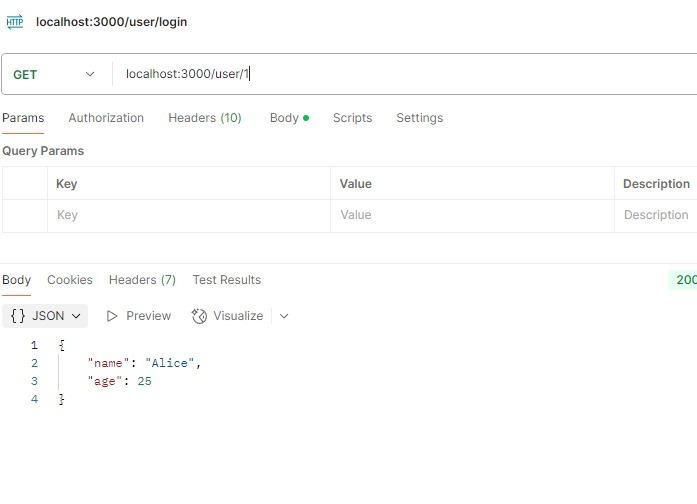 HTTP localhost:3000/user/login
GET localhost:3000/user/1
Params Authorization Headers (10) Body Scripts Settings
Query Params
Key Value Description
Key Value Description
Body Cookies Headers (7) Test Results 200
{} JSON Preview Visualize
1 {
2 "name": "Alice",
3 "age": 25
4 }